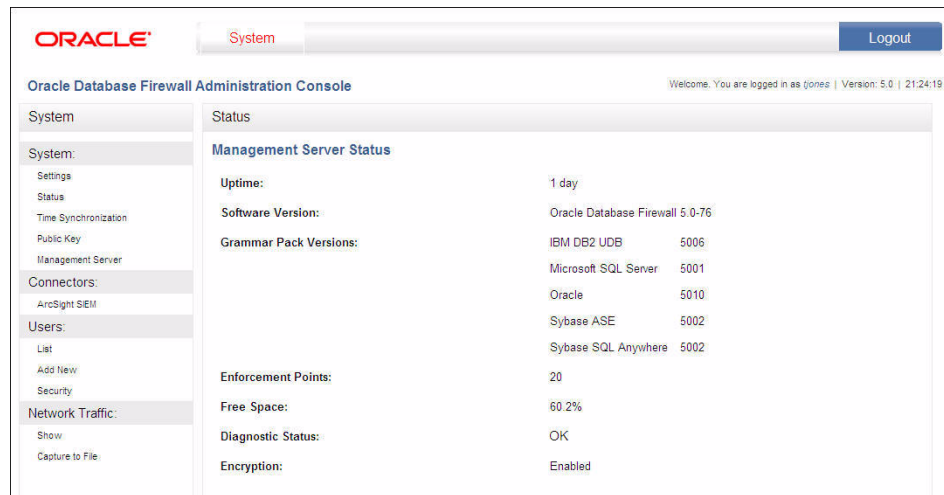 ORACLE
System
Logout
Oracle Database Firewall Administration Console
Welcome. You are logged in as tjones | Version: 5.0 | 21:24:19
System
Status
System:
Settings
Status
Time Synchronization
Public Key
Management Server
Connectors:
ArcSight SIEM
Users:
List
Add New
Security
Network Traffic:
Show
Capture to File
Management Server Status
Uptime: 1 day
Software Version: Oracle Database Firewall 5.0-76
Grammar Pack Versions: IBM DB2 UDB 5006
Microsoft SQL Server 5001
Oracle 5010
Sybase ASE 5002
Sybase SQL Anywhere 5002
Enforcement Points: 20
Free Space: 60.2%
Diagnostic Status: OK
Encryption: Enabled